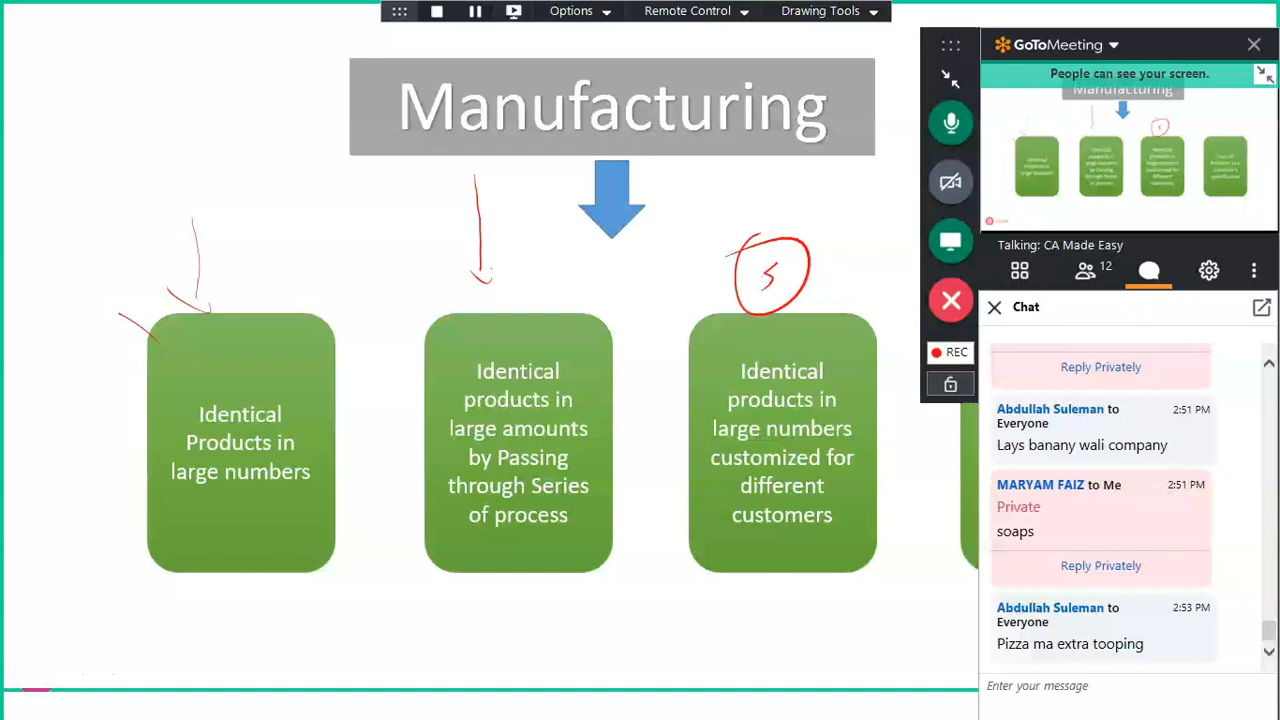 Options
Remote Control
Drawing Tools
Manufacturing
Identical
Products in
large numbers
Identical
products in
large amounts
by Passing
through Series
of process
Identical
products in
large numbers
customized for
different
customers
GoToMeeting
People can see your screen.
Manufacturing
Talking: CA Made Easy
12
REC
Chat
Reply Privately
Abdullah Suleman to
Everyone
2:51 PM
Lays banany wali company
MARYAM FAIZ to Me
2:51 PM
Private
soaps
Reply Privately
Abdullah Suleman to
Everyone
2:53 PM
Pizza ma extra tooping
Enter your message